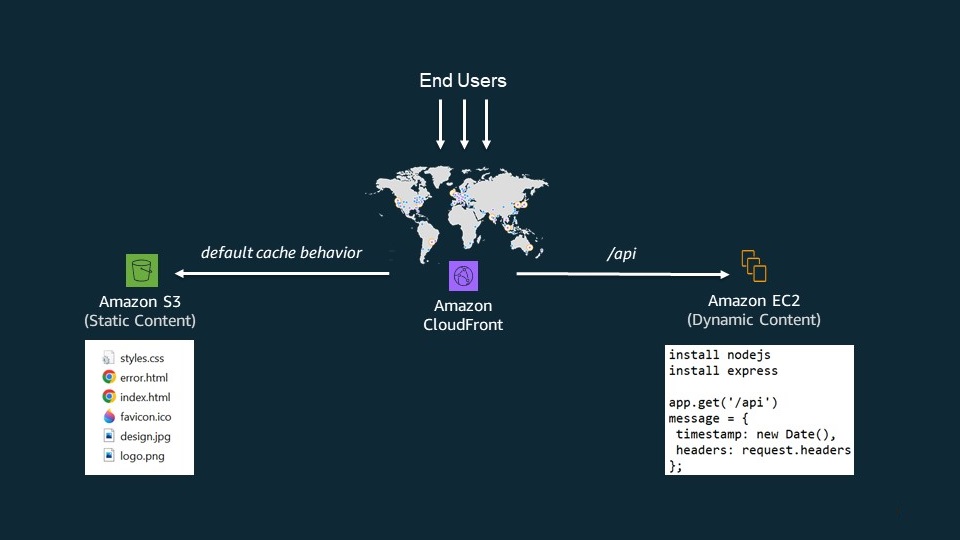 End Users
default cache behavior
/api
Amazon S3
(Static Content)
Amazon
CloudFront
Amazon EC2
(Dynamic Content)
styles.css
error.html
index.html
favicon.ico
design.jpg
logo.png
install nodejs
install express
app.get('/api')
message = {
timestamp: new Date(),
headers: request.headers
};